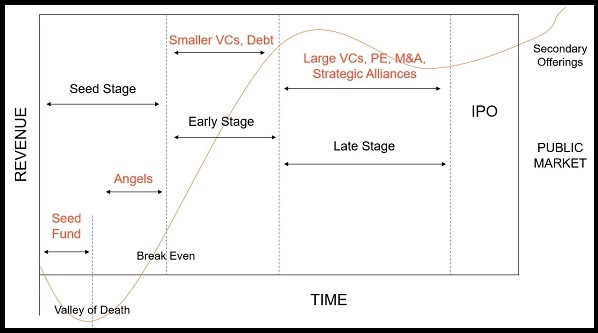 Smaller VCs, Debt
Large VCs, PE, M&A,
Strategic Alliances
Secondary
Offerings
Seed Stage
Early Stage
IPO
Late Stage
PUBLIC
MARKET
REVENUE
Angels
Seed
Fund
Break Even
Valley of Death
TIME